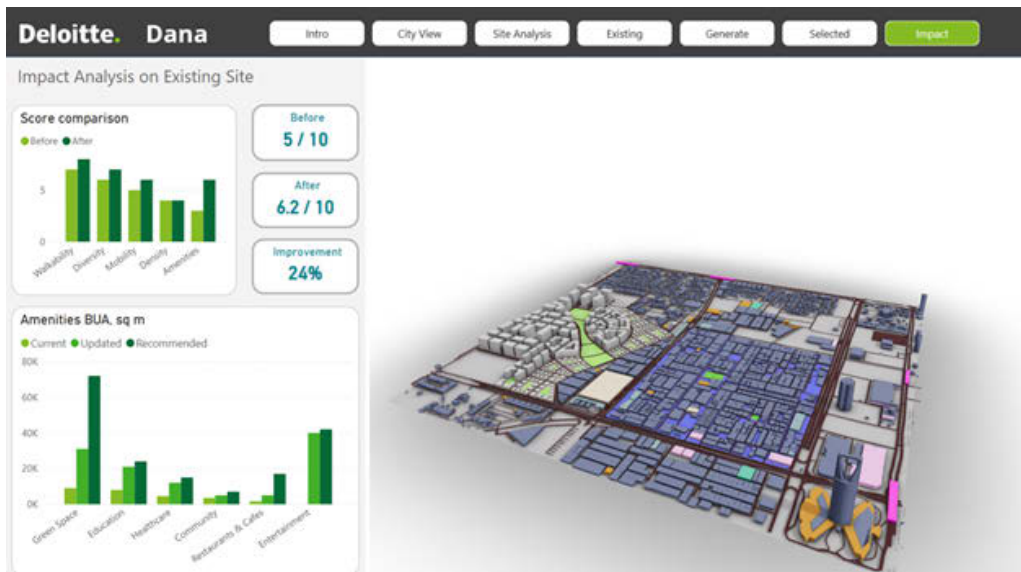 Deloitte. Dana
Intro City View Site Analysis Existing Generate Selected Impact
Impact Analysis on Existing Site
Score comparison
Before After
5
0
Walkability Diversity Mobility Density Amenities
Before
5 / 10
After
6.2 / 10
Improvement
24%
Amenities BUA, sq m
Current Updated Recommended
80K
60K
40K
20K
0K
Green Space Education Healthcare Community Restaurants & Cafes Entertainment